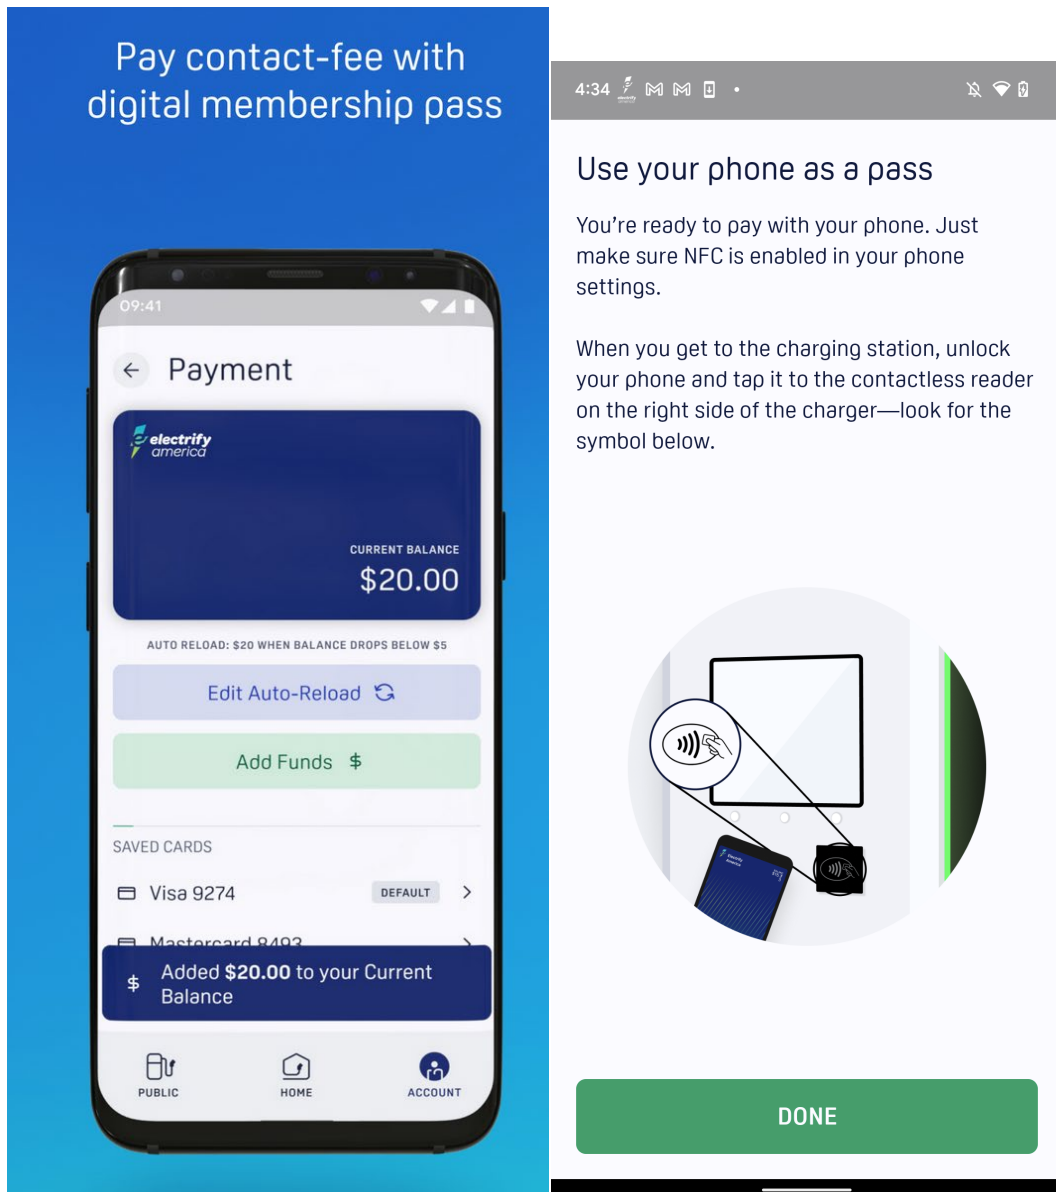 Pay contact-fee with
digital membership pass
09:41
Payment
electrify
america
CURRENT BALANCE
$20.00
AUTO RELOAD: $20 WHEN BALANCE DROPS BELOW $5
Edit Auto-Reload
Add Funds $
SAVED CARDS
Visa 9274
DEFAULT
Mastercard 8493
$ Added $20.00 to your Current
Balance
PUBLIC
HOME
ACCOUNT
4:34
electrify
america
Use your phone as a pass
You’re ready to pay with your phone. Just
make sure NFC is enabled in your phone
settings.
When you get to the charging station, unlock
your phone and tap it to the contactless reader
on the right side of the charger—look for the
symbol below.
electrify
america
DONE